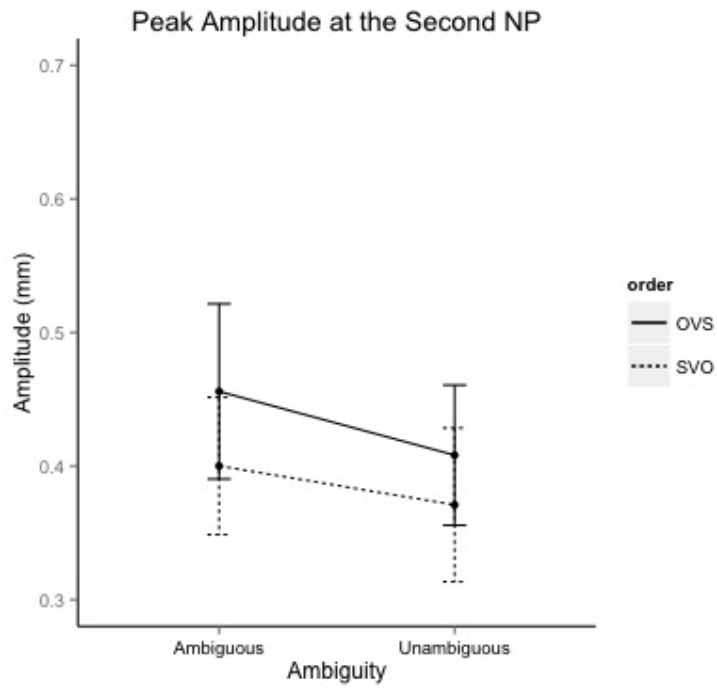 Peak Amplitude at the Second NP
0.7
0.6
0.5
0.4
0.3
Amplitude (mm)
Ambiguous
Unambiguous
Ambiguity
order
OVS
SVO